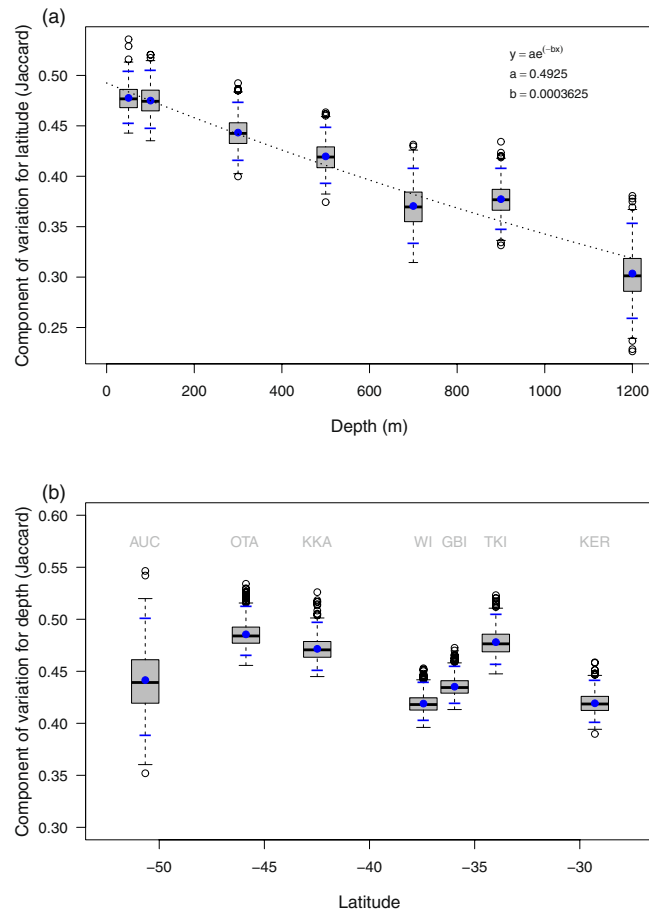 (a)
Component of variation for latitude (Jaccard)
0.50
0.45
0.40
0.35
0.30
0.25
y = ae(−bx)
a = 0.4925
b = 0.0003625
0 200 400 600 800 1000 1200
Depth (m)
(b)
Component of variation for depth (Jaccard)
0.60
0.55
0.50
0.45
0.40
0.35
0.30
AUC OTA KKA WI GBI TKI KER
−50 −45 −40 −35 −30
Latitude